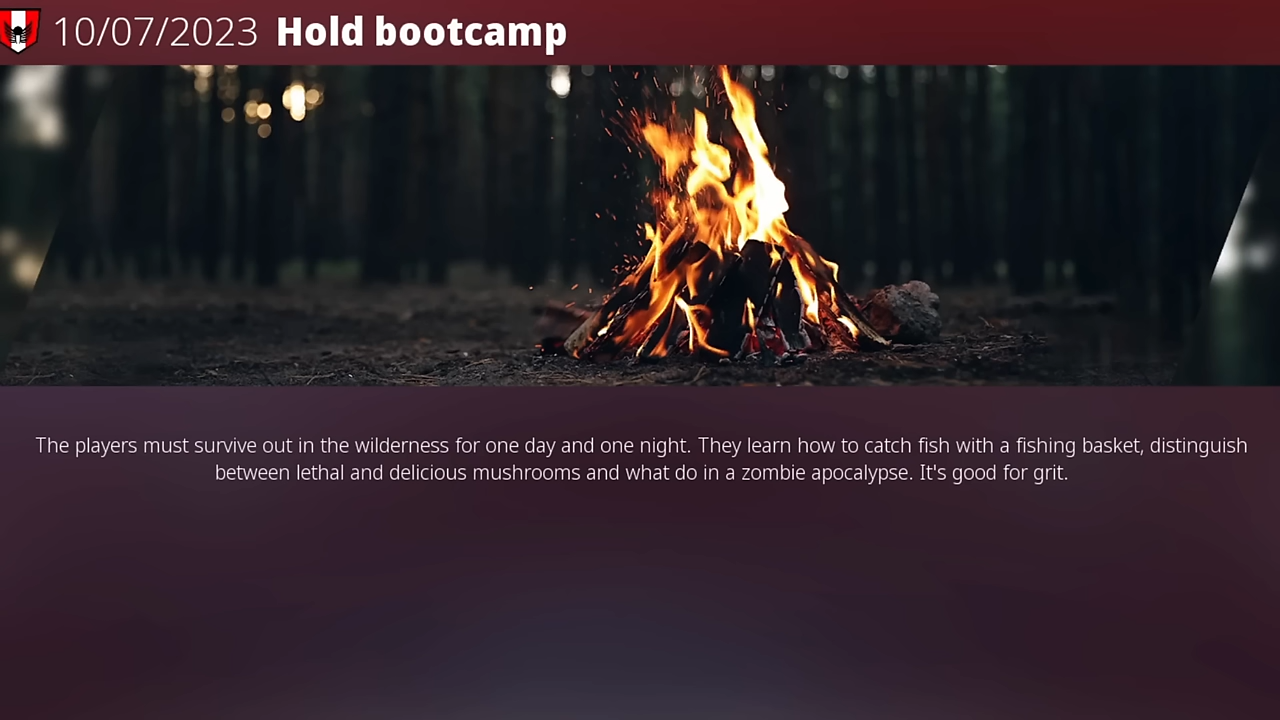 10/07/2023 Hold bootcamp
The players must survive out in the wilderness for one day and one night. They learn how to catch fish with a fishing basket, distinguish
between lethal and delicious mushrooms and what do in a zombie apocalypse. It's good for grit.